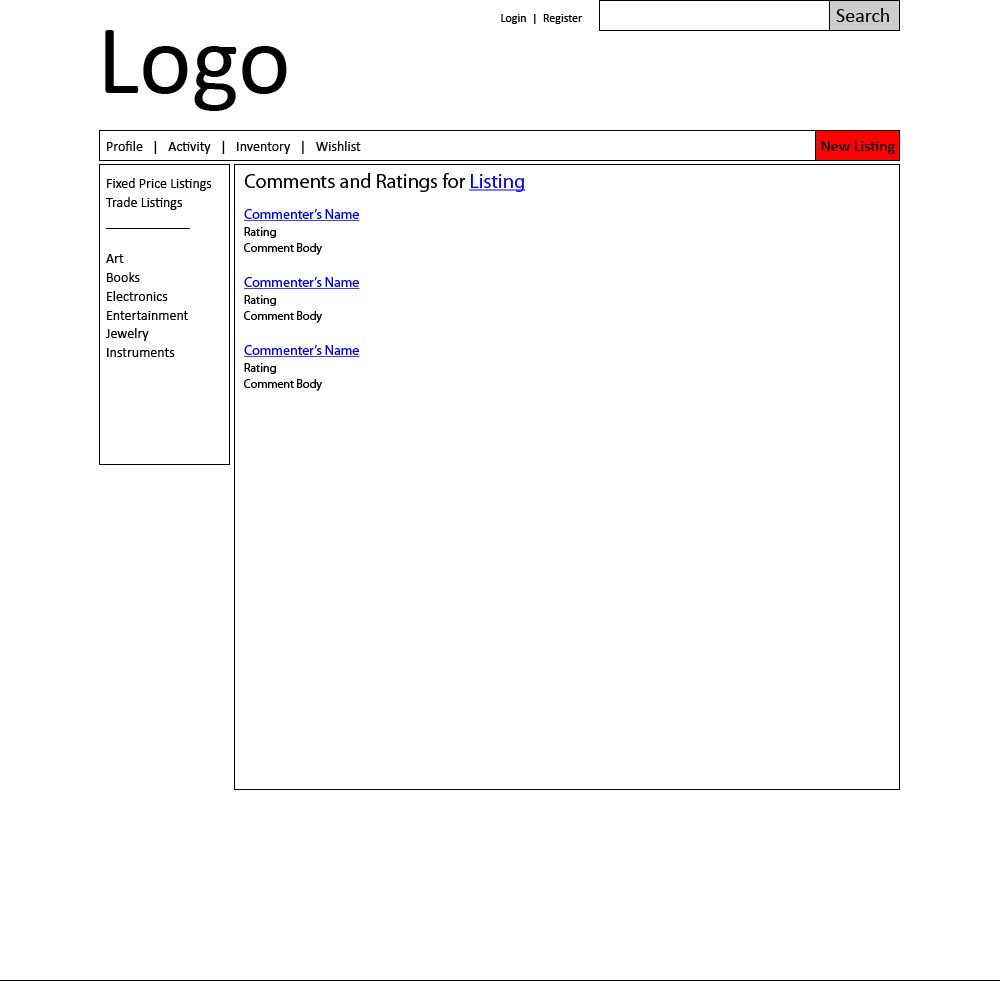 Login | Register
Search
Logo
Profile | Activity | Inventory | Wishlist
New Listing
Fixed Price Listings
Trade Listings
Art
Books
Electronics
Entertainment
Jewelry
Instruments
Comments and Ratings for Listing
Commenter's Name
Rating
Comment Body
Commenter's Name
Rating
Comment Body
Commenter's Name
Rating
Comment Body